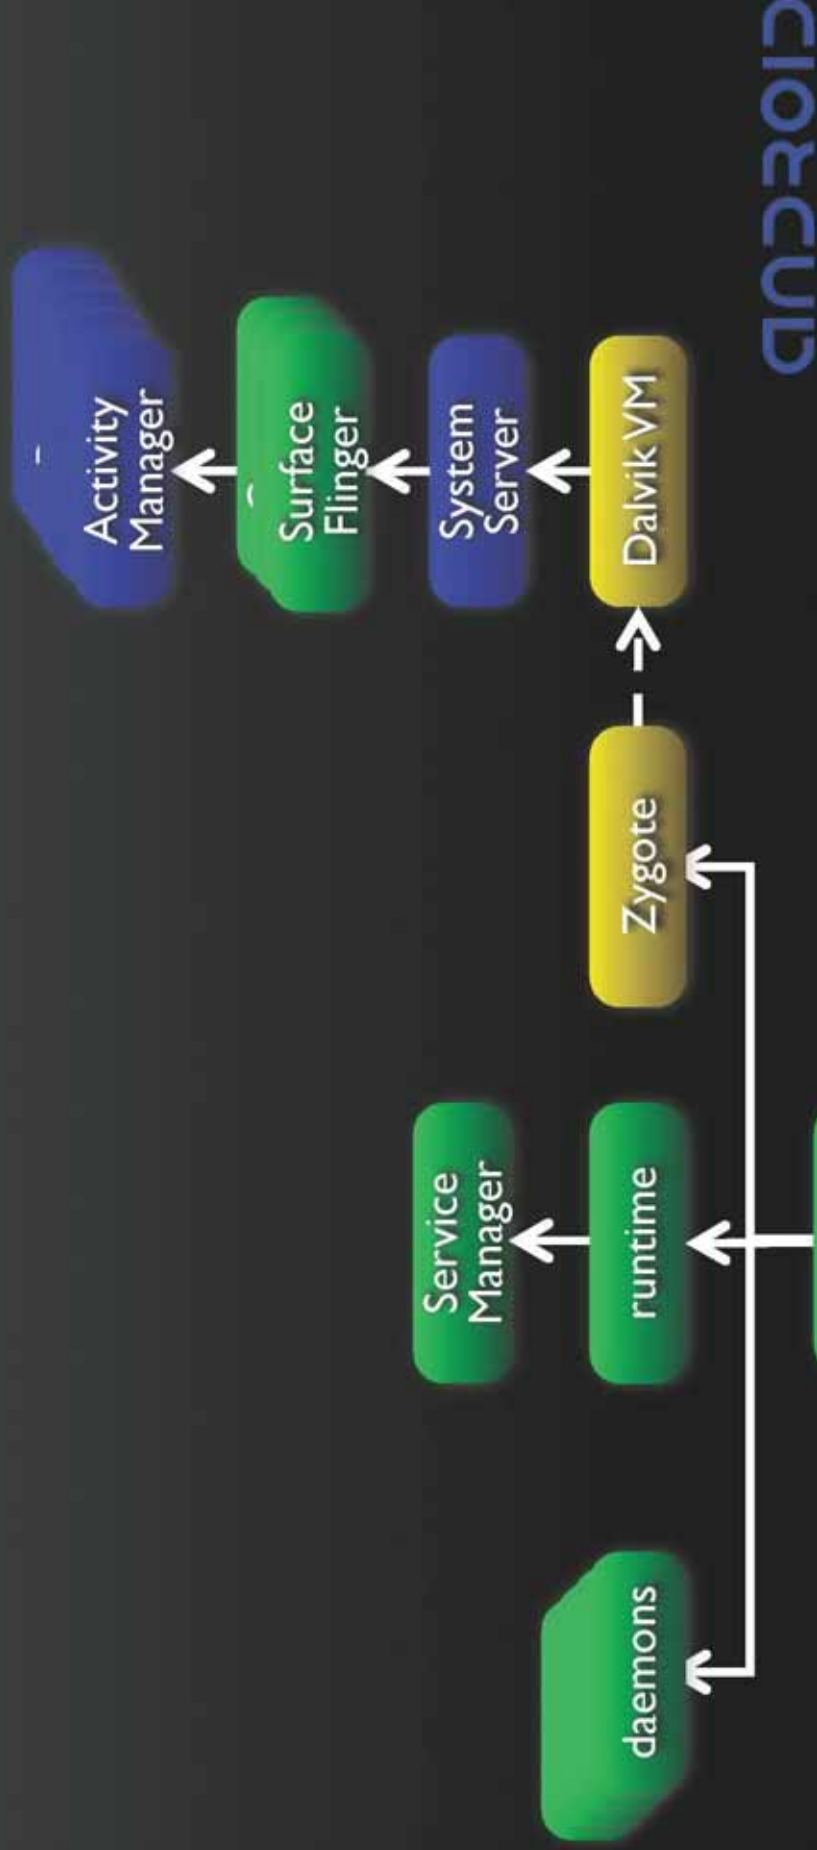 Activity
Manager
Surface
Flinger
System
Server
Dalvik VM
Zygote
Service
Manager
runtime
daemons
ANDROID